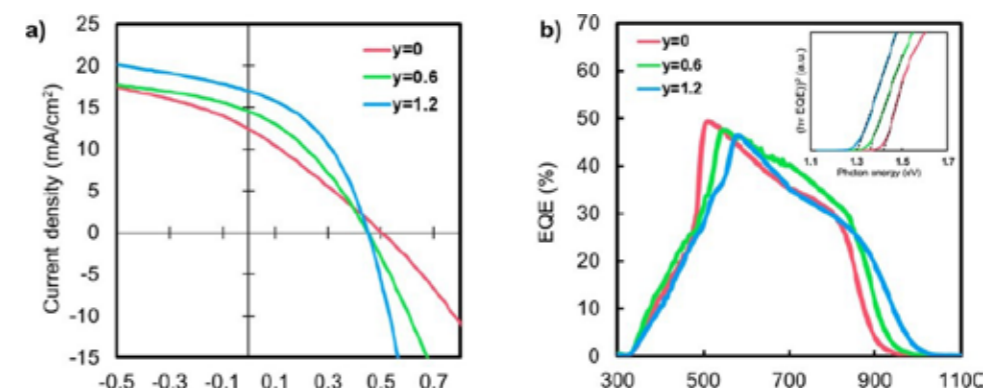 a)
25
20
15
10
5
0
-5
-10
-15
Current density (mA/cm²)
y=0
y=0.6
y=1.2
-0.5 -0.3 -0.1 0.1 0.3 0.5 0.7
b)
70
60
50
40
30
20
10
0
EQE (%)
y=0
y=0.6
y=1.2
300 500 700 900 1100
(hν EQE))² (a.u.)
1.1 1.3 1.5 1.7
Photon energy (eV)